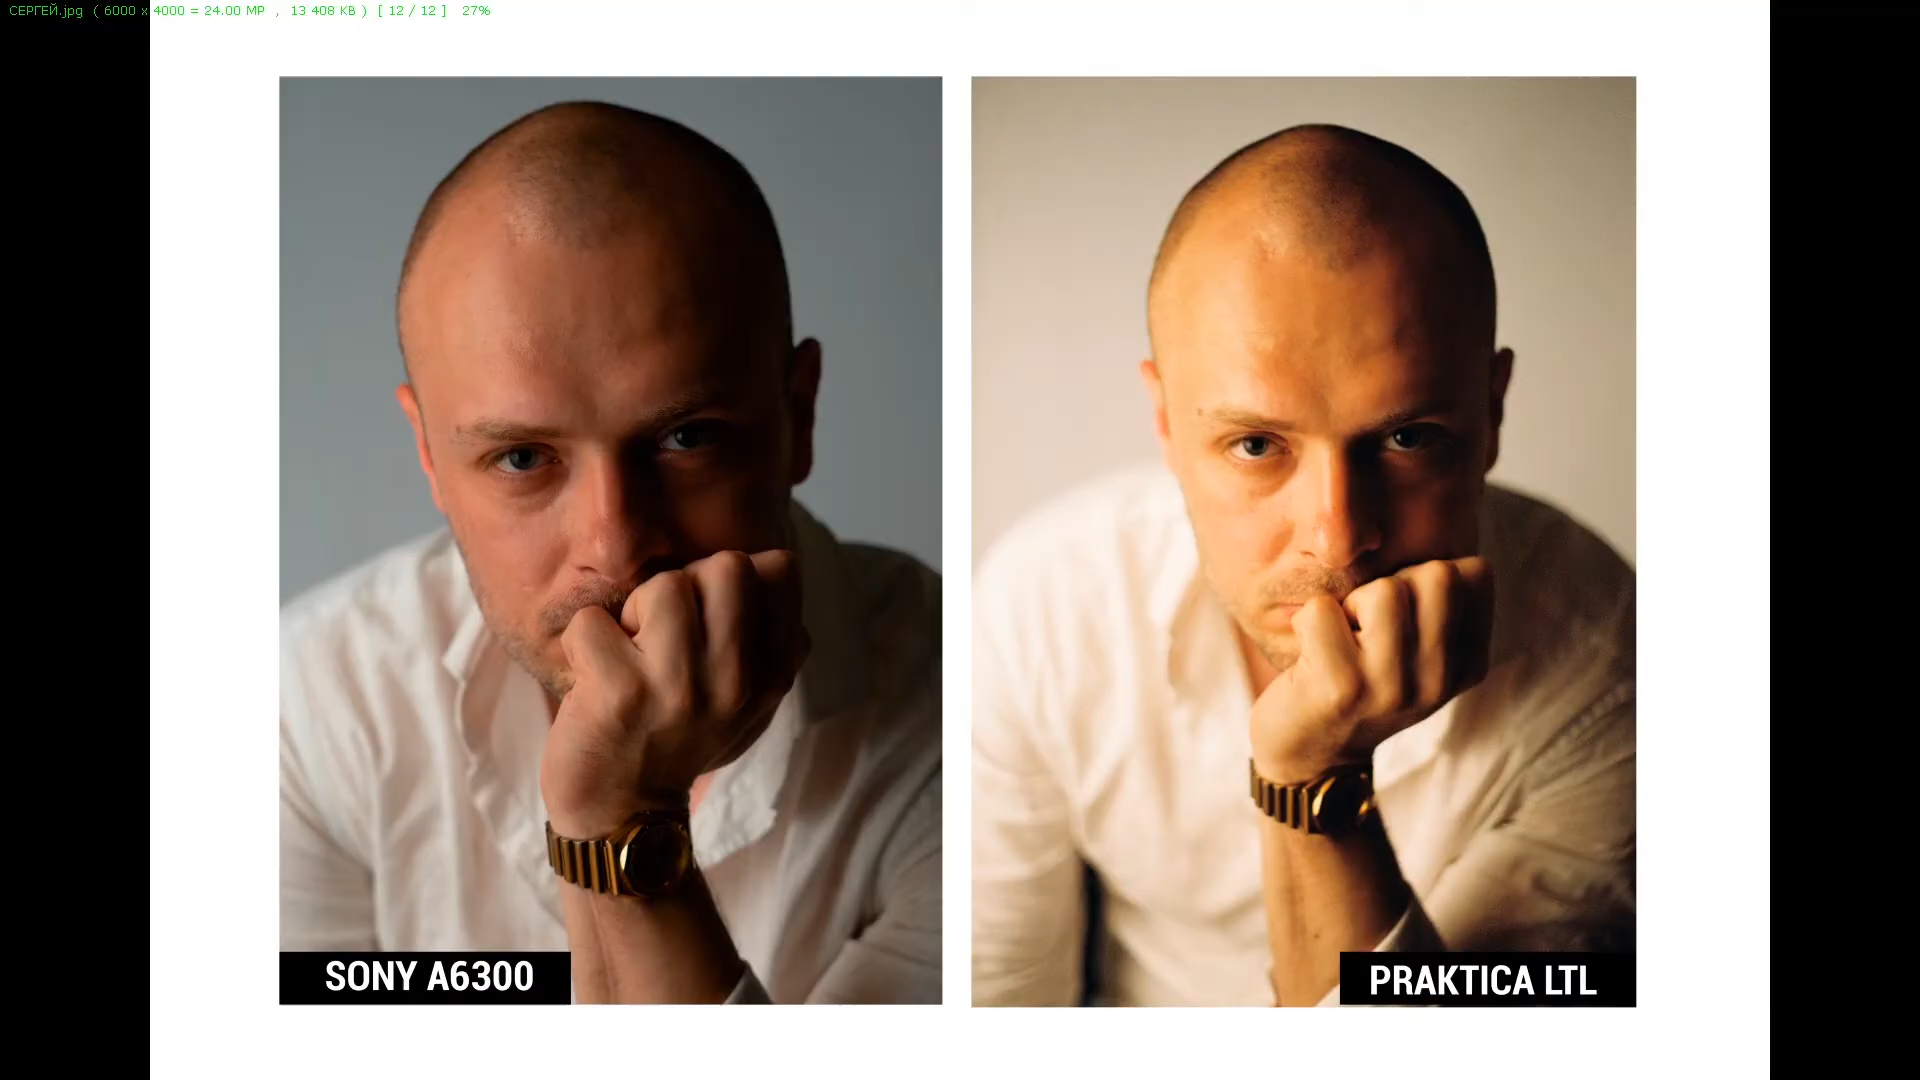 СЕРГЕЙ.jpg ( 6000 x 4000 = 24.00 MP , 13 408 KB ) [ 12 / 12 ] 27%
SONY A6300
PRAKTICA LTL